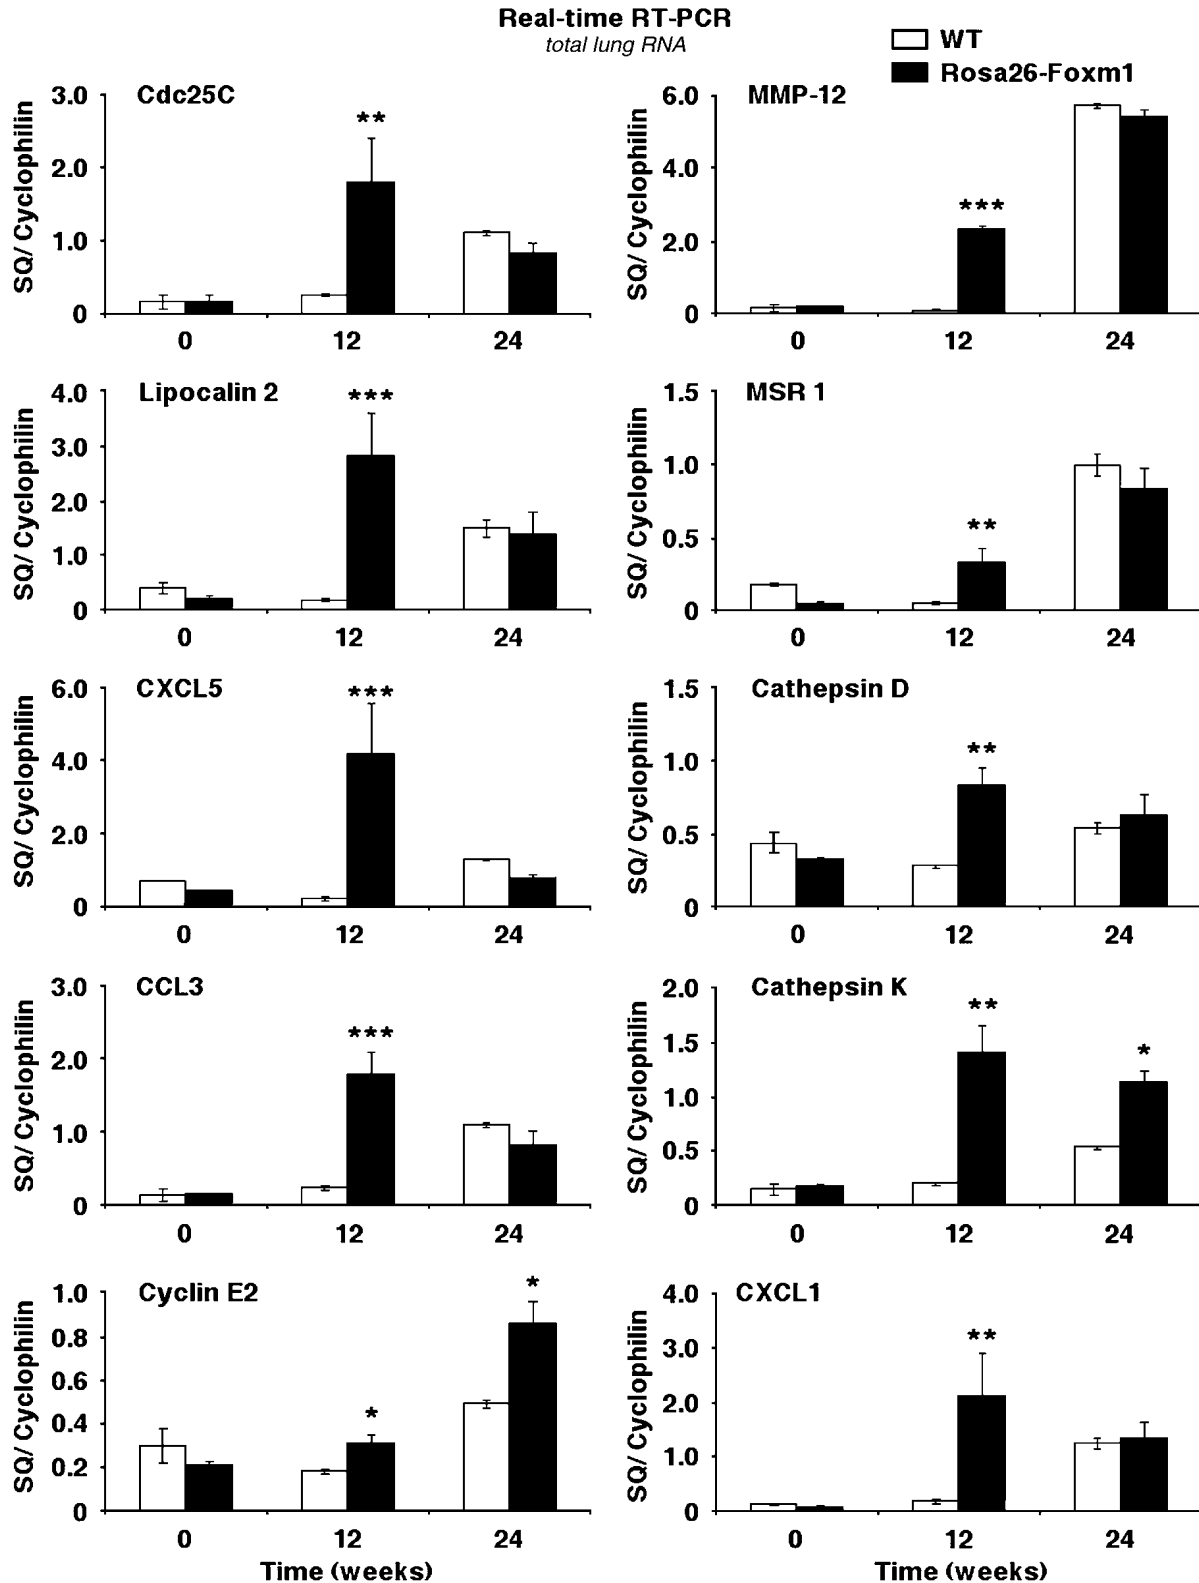 Real-time RT-PCR
total lung RNA
WT
Rosa26-Foxm1
Cdc25C
**
SQ/ Cyclophilin
3.0
2.0
1.0
0
0 12 24
MMP-12
***
SQ/ Cyclophilin
6.0
4.0
2.0
0
0 12 24
Lipocalin 2
***
SQ/ Cyclophilin
4.0
3.0
2.0
1.0
0
0 12 24
MSR 1
**
SQ/ Cyclophilin
1.5
1.0
0.5
0
0 12 24
CXCL5
***
SQ/ Cyclophilin
6.0
4.0
2.0
0
0 12 24
Cathepsin D
**
SQ/ Cyclophilin
1.5
1.0
0.5
0
0 12 24
CCL3
***
SQ/ Cyclophilin
3.0
2.0
1.0
0
0 12 24
Cathepsin K
**
*
SQ/ Cyclophilin
2.0
1.5
1.0
0.5
0
0 12 24
Cyclin E2
*
*
SQ/ Cyclophilin
1.0
0.8
0.6
0.4
0.2
0
0 12 24
Time (weeks)
CXCL1
**
SQ/ Cyclophilin
4.0
3.0
2.0
1.0
0
0 12 24
Time (weeks)